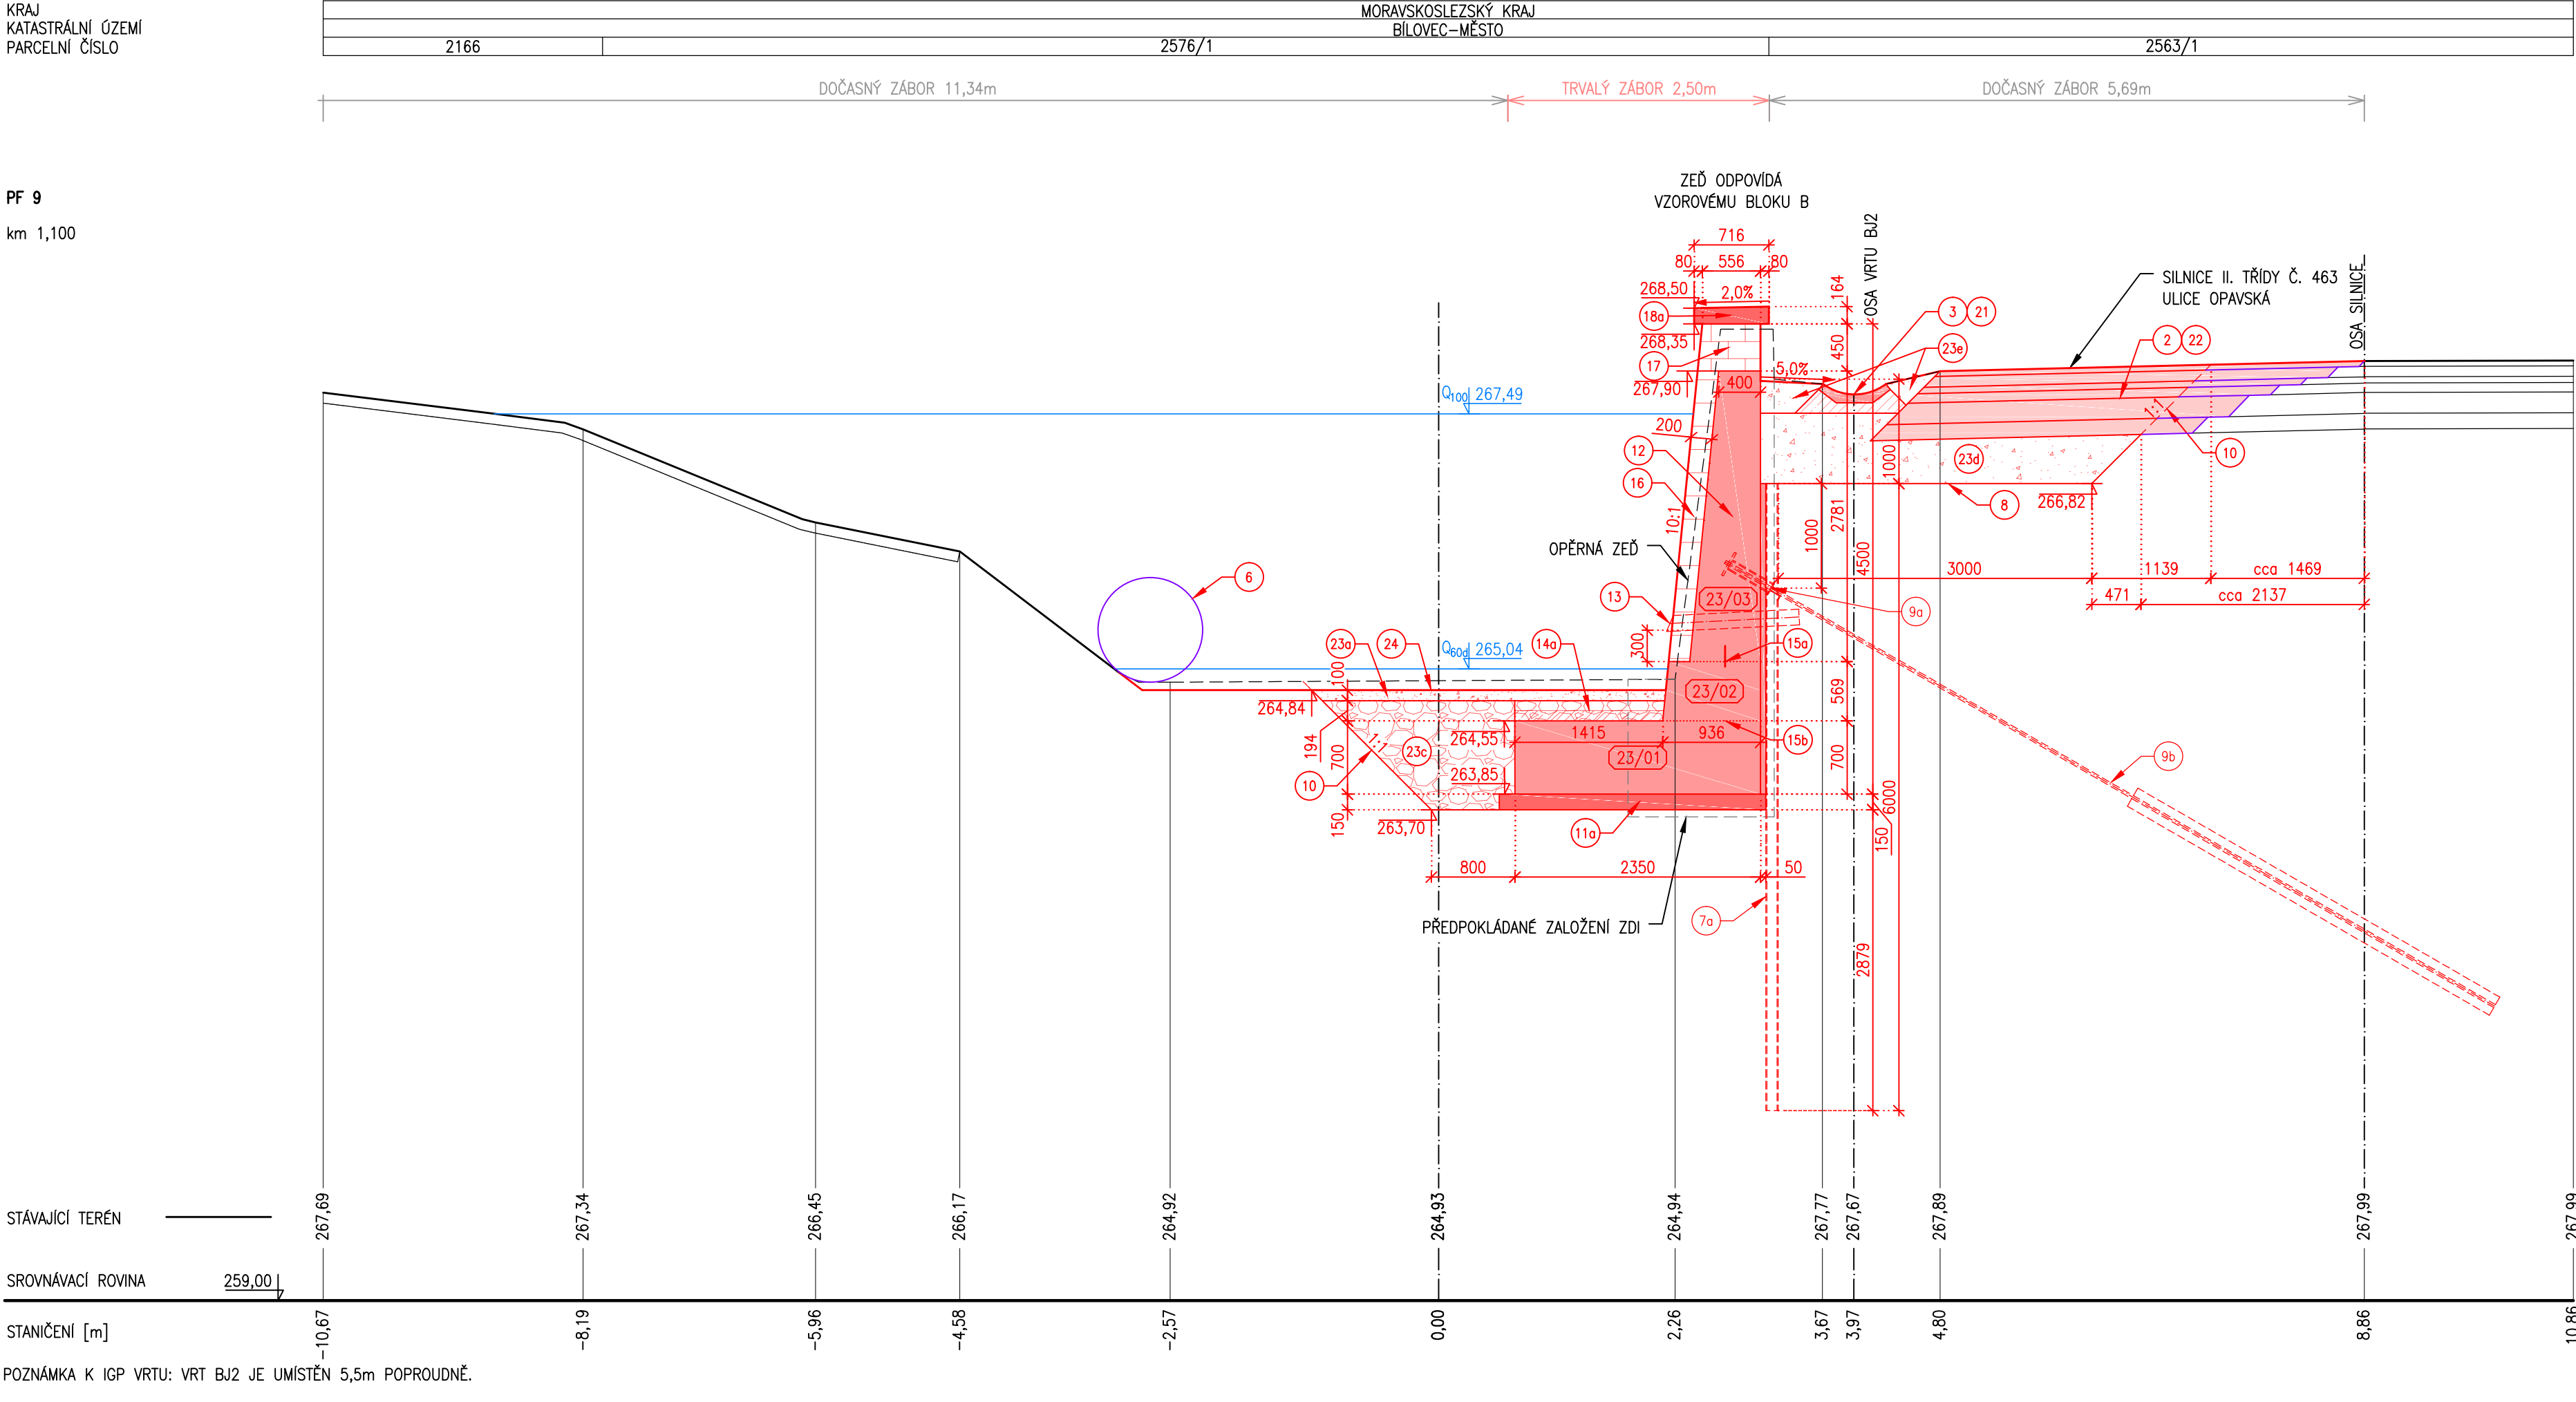 KRAJ
MORAVSKOSLEZSKÝ KRAJ
KATASTRÁLNÍ ÚZEMÍ
BÍLOVEC–MĚSTO
PARCELNÍ ČÍSLO
2166
2576/1
2563/1
DOČASNÝ ZÁBOR 11,34m
TRVALÝ ZÁBOR 2,50m
DOČASNÝ ZÁBOR 5,69m
PF 9
km 1,100
ZEĎ ODPOVÍDÁ
VZOROVÉMU BLOKU B
716
80
556
80
268,50
2,0%
18a
268,35
17
267,90
400
5,0%
164
450
OSA VRTU BJ2
3
21
23e
SILNICE II. TŘÍDY Č. 463
ULICE OPAVSKÁ
2
22
OSA SILNICE
Q100 267,49
200
12
16
10:1
OPĚRNÁ ZEĎ
13
300
23/03
1:1
10
23d
1000
266,82
8
2781
1000
4500
3000
1139
cca 1469
471
cca 2137
9a
6
23a
24
Q60d 265,04
14a
15a
100
264,84
23/02
569
194
700
1:1
23c
264,55
1415
936
15b
23/01
263,85
700
10
150
263,70
11a
6000
150
9b
800
2350
50
PŘEDPOKLÁDANÉ ZALOŽENÍ ZDI
7a
2879
STÁVAJÍCÍ TERÉN
267,69
267,34
266,45
266,17
264,92
264,93
264,94
267,77
267,67
267,89
267,99
267,99
SROVNÁVACÍ ROVINA
259,00
STANIČENÍ [m]
–10,67
–8,19
–5,96
–4,58
–2,57
0,00
2,26
3,67
3,97
4,80
8,86
10,86
POZNÁMKA K IGP VRTU: VRT BJ2 JE UMÍSTĚN 5,5m POPROUDNĚ.